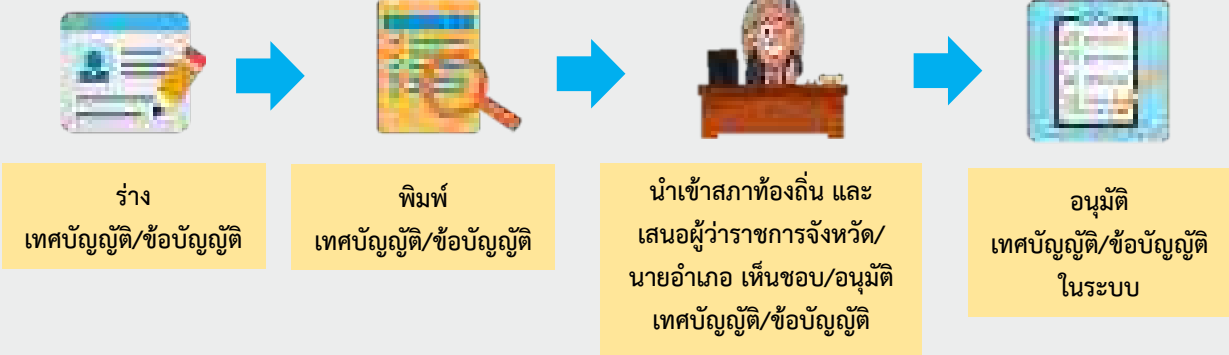 ร่าง
เทศบัญญัติ/ข้อบัญญัติ
พิมพ์
เทศบัญญัติ/ข้อบัญญัติ
นำเข้าสภาท้องถิ่น และ
เสนอผู้ว่าราชการจังหวัด/
นายอำเภอ เห็นชอบ/อนุมัติ
เทศบัญญัติ/ข้อบัญญัติ
อนุมัติ
เทศบัญญัติ/ข้อบัญญัติ
ในระบบ